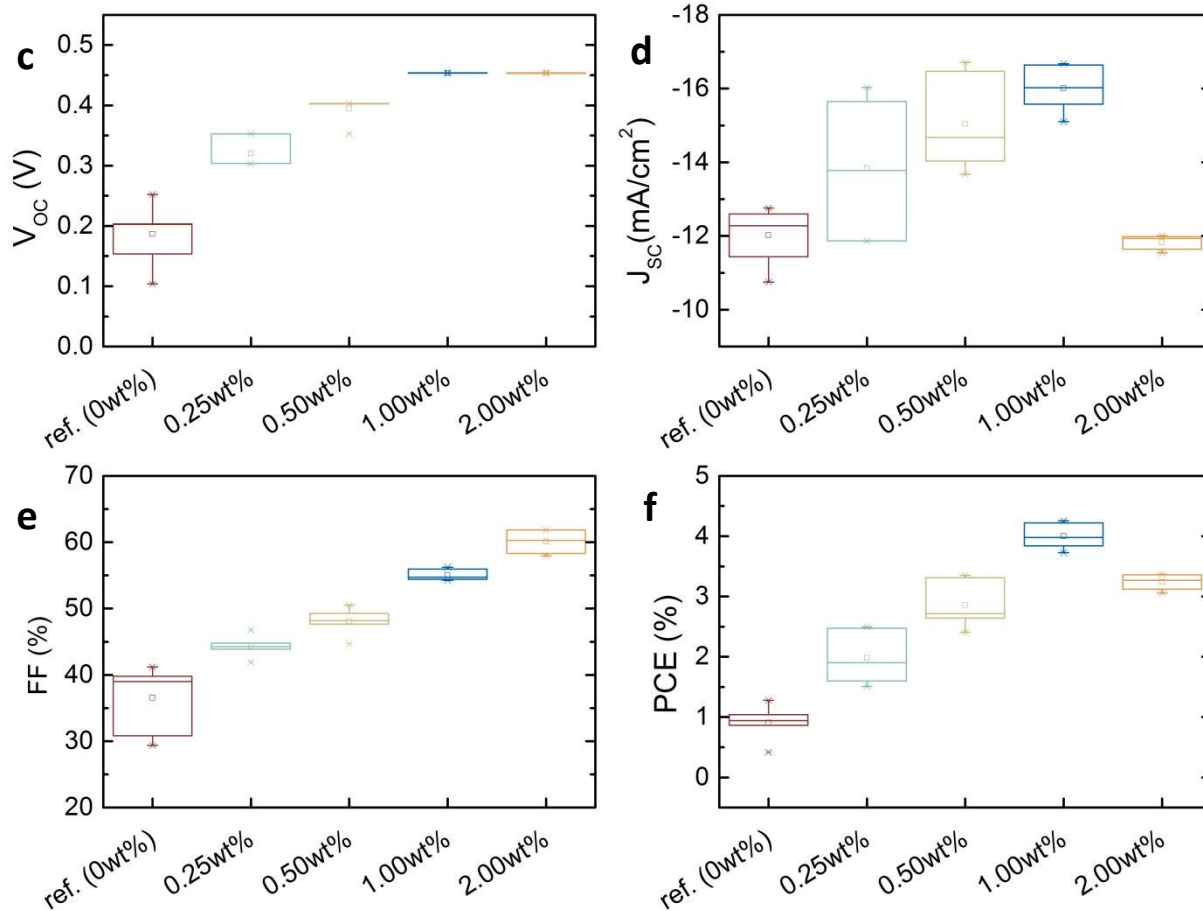 c
V_OC (V)
0.5
0.4
0.3
0.2
0.1
0.0
ref. (0wt%)
0.25wt%
0.50wt%
1.00wt%
2.00wt%
d
J_SC(mA/cm²)
-18
-16
-14
-12
-10
ref. (0wt%)
0.25wt%
0.50wt%
1.00wt%
2.00wt%
e
FF (%)
70
60
50
40
30
20
ref. (0wt%)
0.25wt%
0.50wt%
1.00wt%
2.00wt%
f
PCE (%)
5
4
3
2
1
0
ref. (0wt%)
0.25wt%
0.50wt%
1.00wt%
2.00wt%